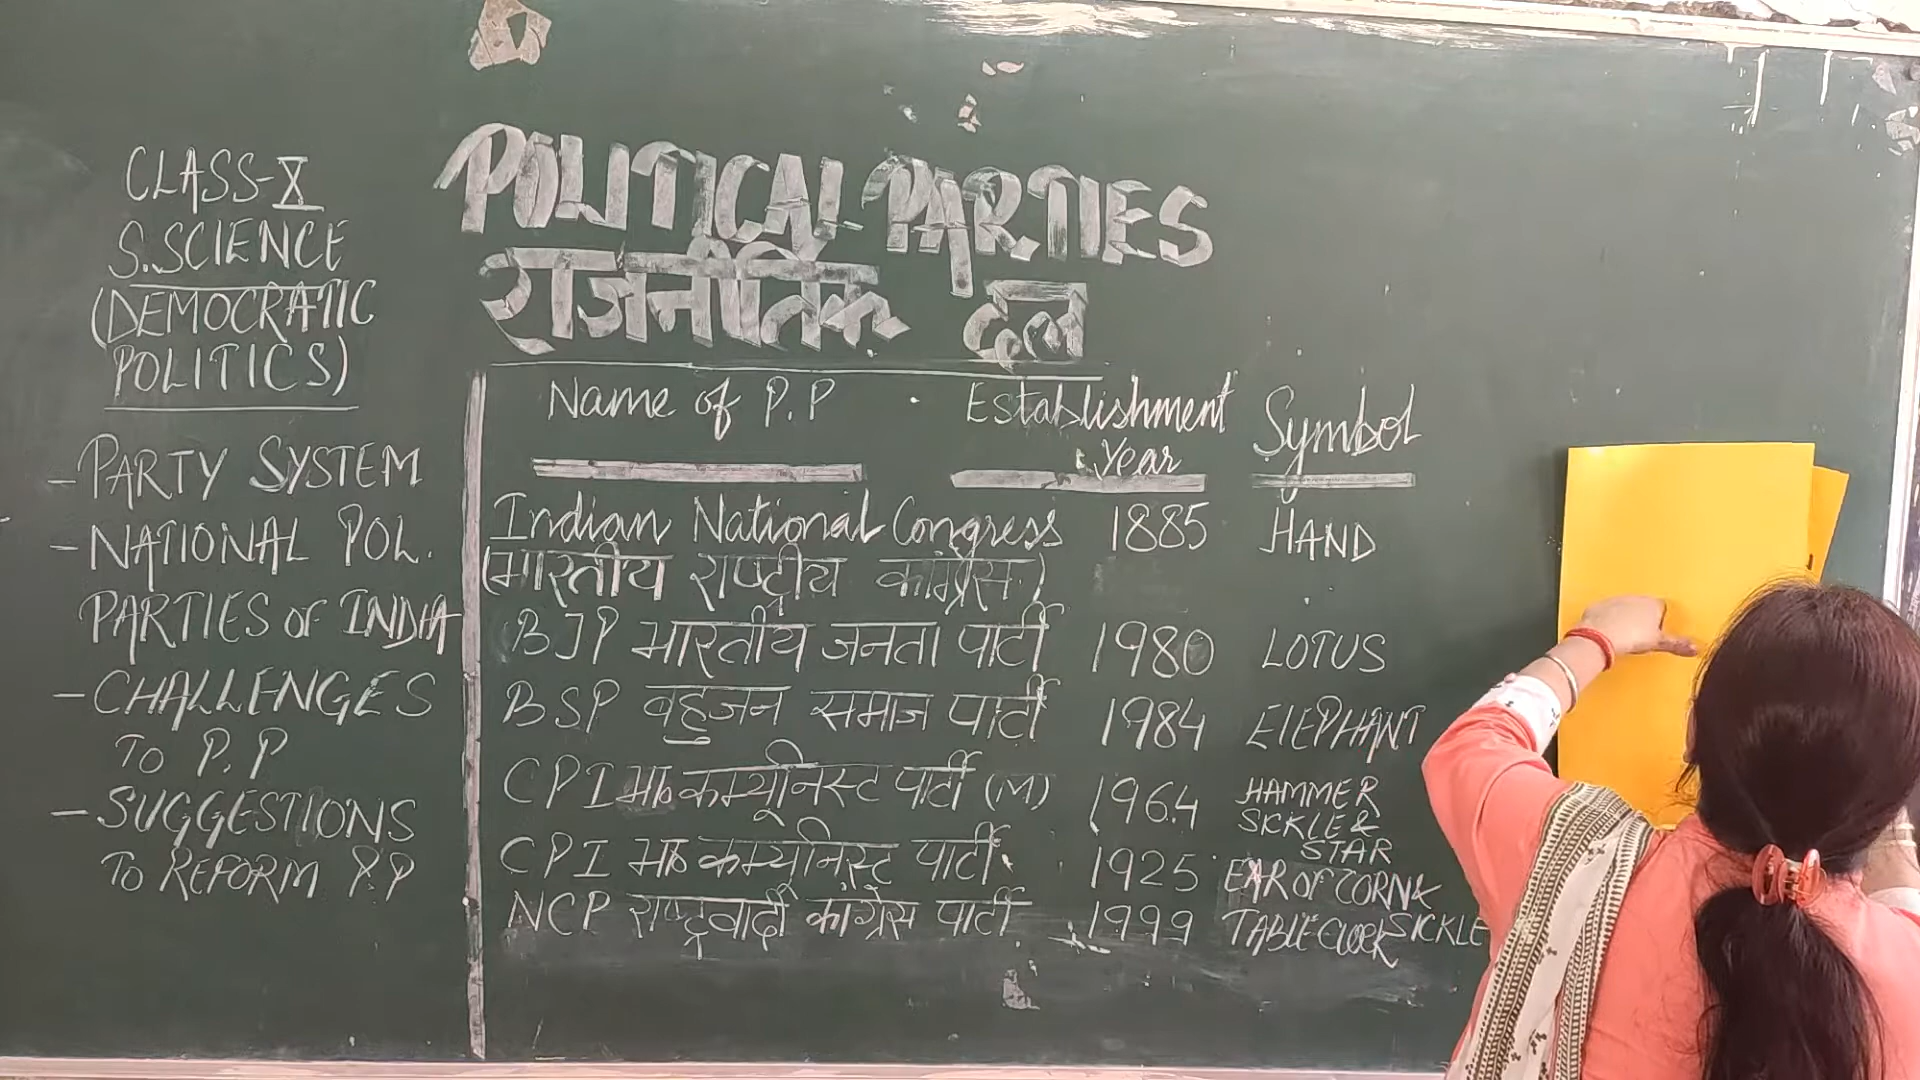 CLASS-X
S.SCIENCE
(DEMOCRATIC
POLITICS)
- PARTY SYSTEM
- NATIONAL POL.
PARTIES OF INDIA
- CHALLENGES
TO P.P
- SUGGESTIONS
TO REFORM P.P
POLITICAL PARTIES
राजनीतिक दल
Name of P.P Establishment Year Symbol
Indian National Congress 1885 HAND
(भारतीय राष्ट्रीय कांग्रेस)
BJP भारतीय जनता पार्टी 1980 LOTUS
BSP बहुजन समाज पार्टी 1984 ElEPHANT
CPI भा० कम्यूनिस्ट पार्टी (M) 1964 HAMMER SICKLE & STAR
CPI भा० कम्यूनिस्ट पार्टी 1925 EAR OF CORN & SICKLE
NCP राष्ट्रवादी कांग्रेस पार्टी 1999 TABLE CLOCK